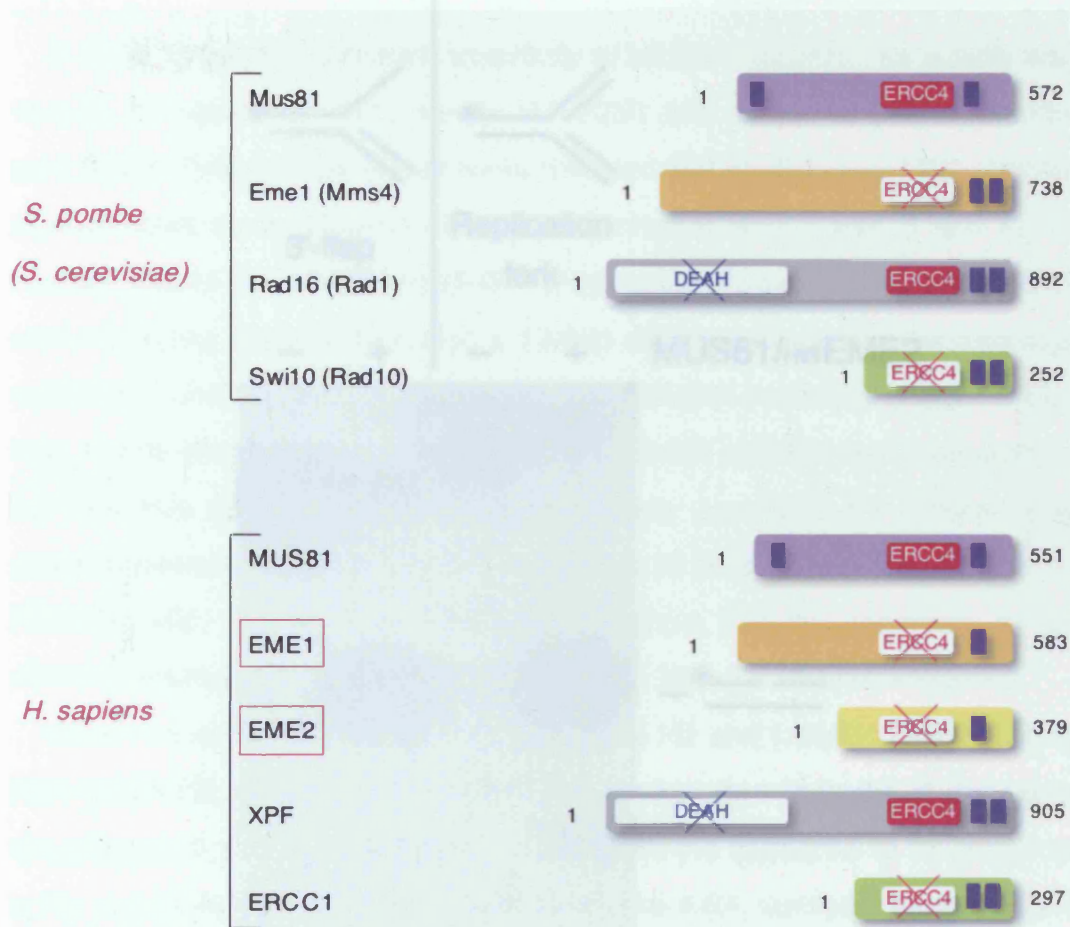 Mus81 1 ERCC4 572
Eme1 (Mms4) 1 ERCC4 738
S. pombe
(S. cerevisiae)
Rad16 (Rad1) 1 DEAH ERCC4 892
Swi10 (Rad10) 1 ERCC4 252
MUS81 1 ERCC4 551
EME1 1 ERCC4 583
H. sapiens
EME2 1 ERCC4 379
XPF 1 DEAH ERCC4 905
ERCC1 1 ERCC4 297